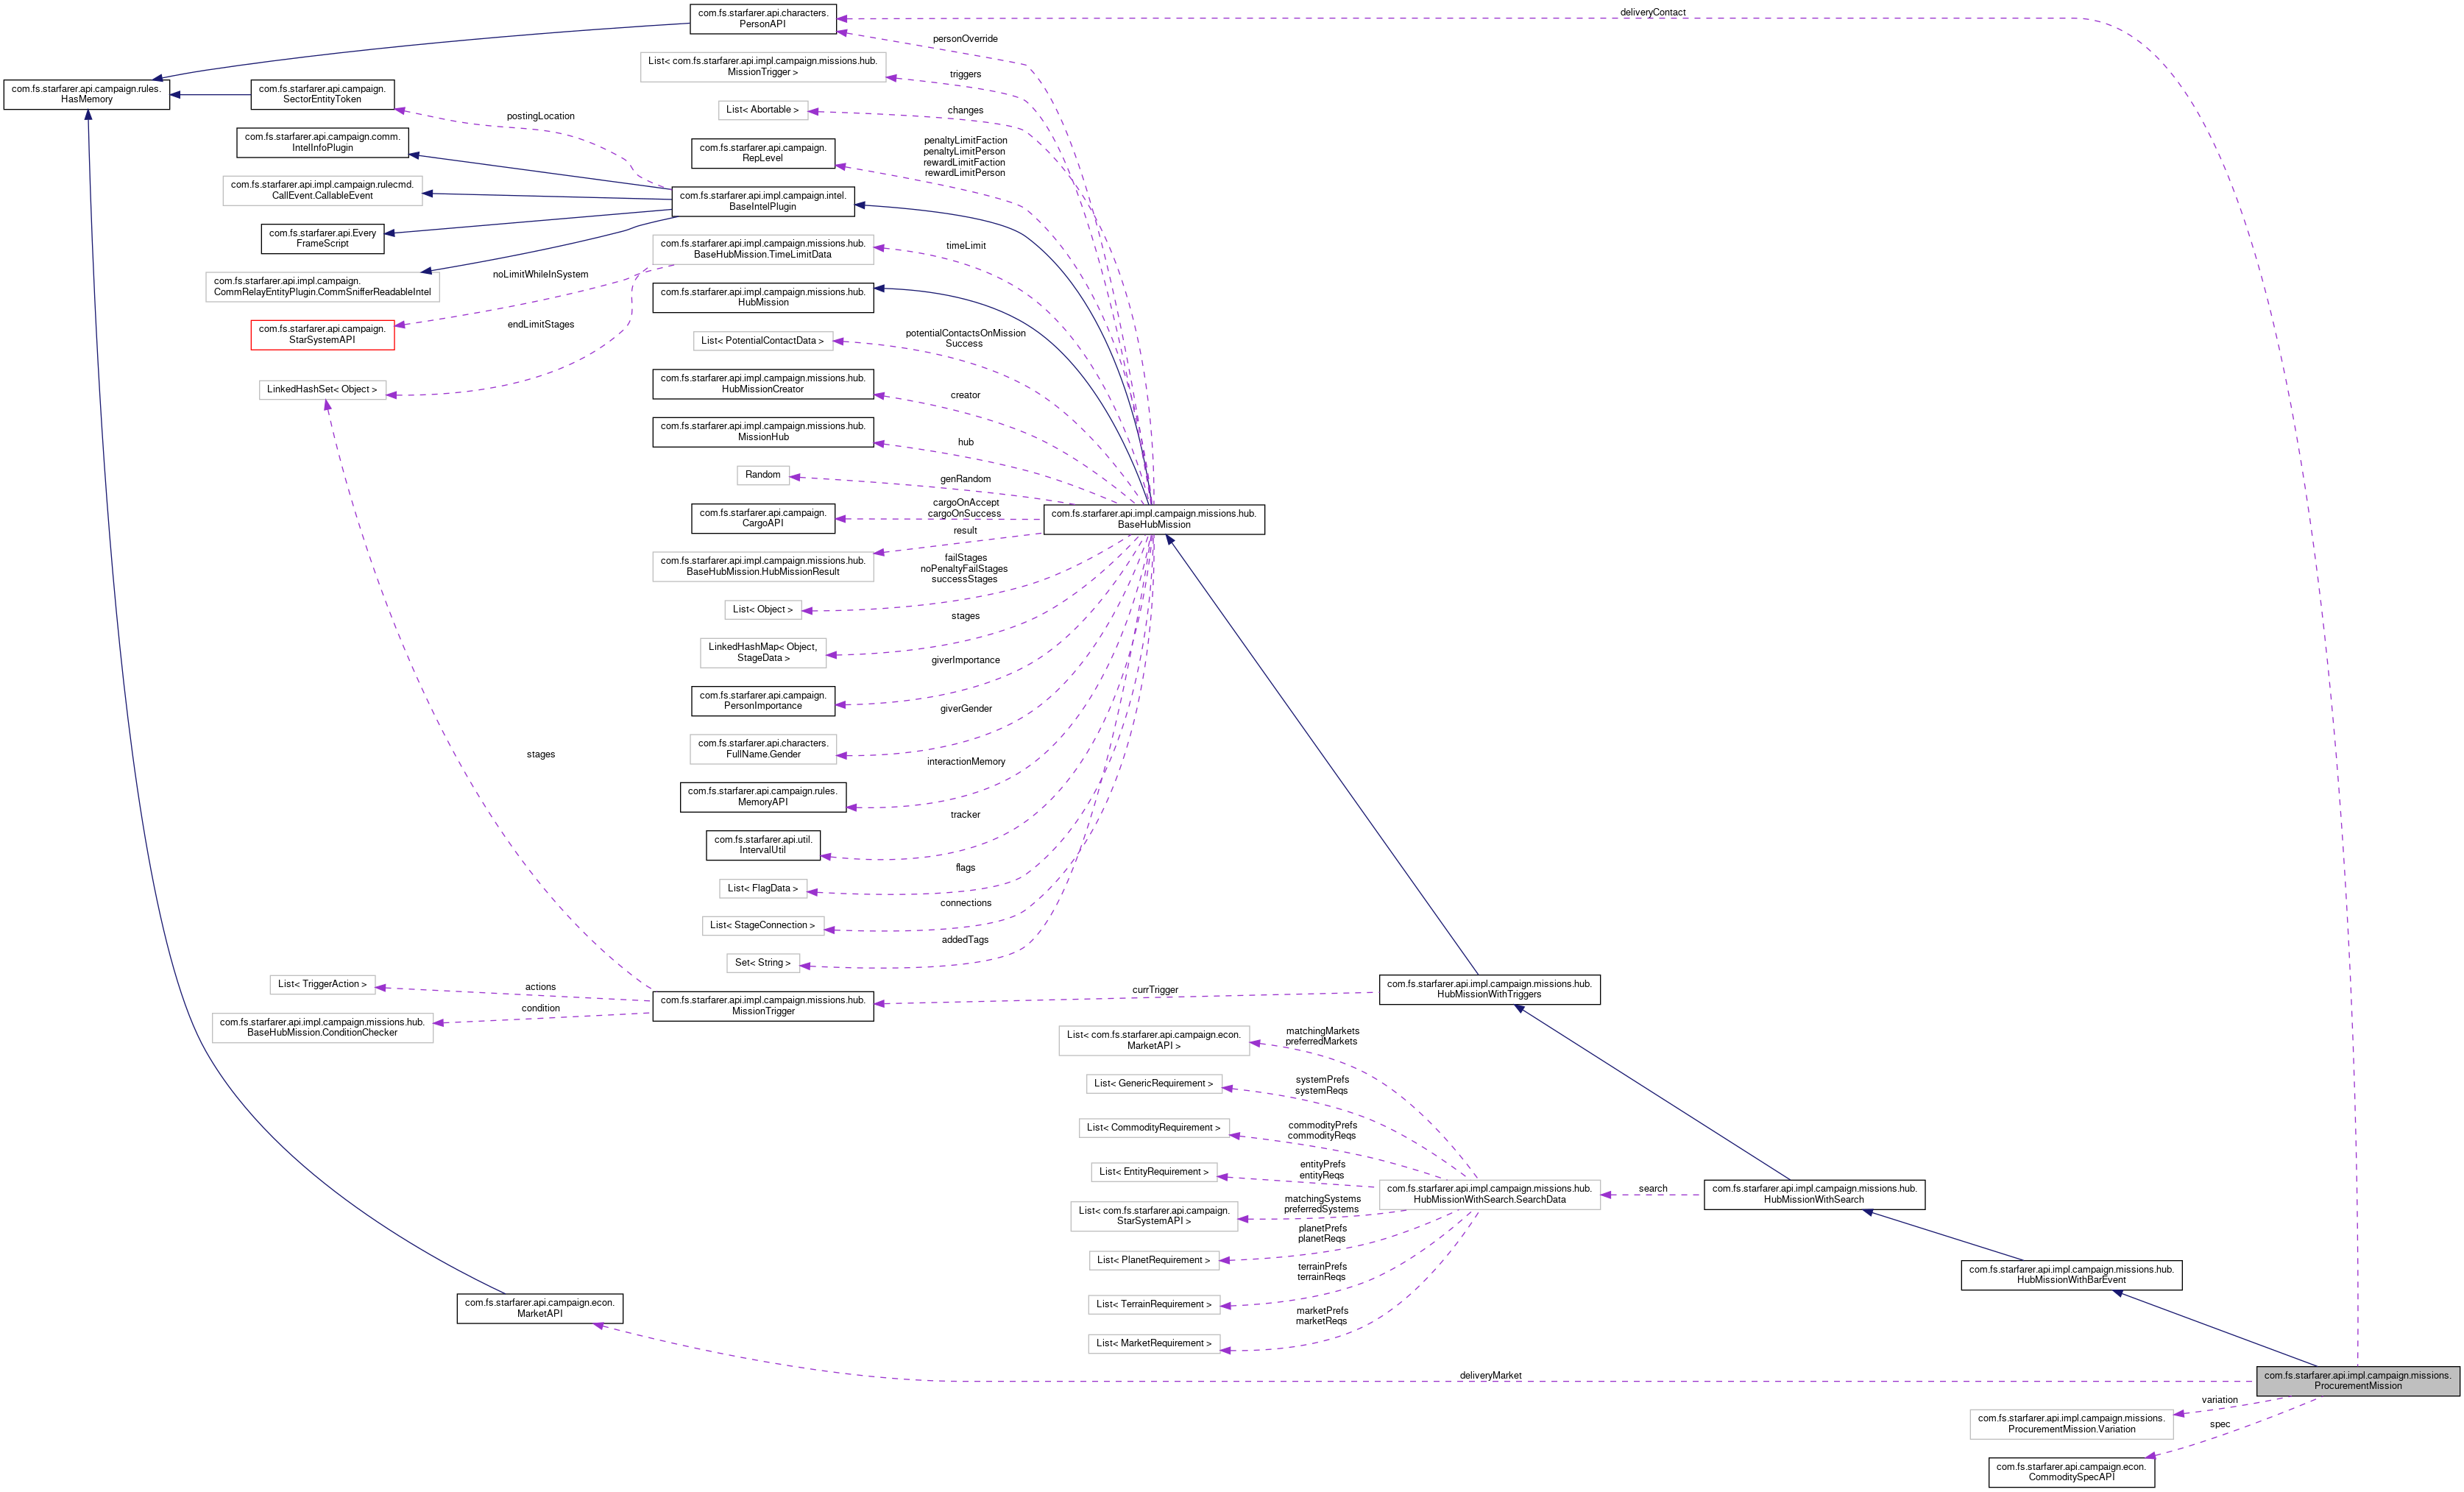 com.fs.starfarer.api.characters.
PersonAPI
deliveryContact
personOverride
List< com.fs.starfarer.api.impl.campaign.missions.hub.
MissionTrigger >
triggers
com.fs.starfarer.api.campaign.rules.
HasMemory
com.fs.starfarer.api.campaign.
SectorEntityToken
List< Abortable >
changes
postingLocation
com.fs.starfarer.api.campaign.comm.
IntelInfoPlugin
com.fs.starfarer.api.campaign.
RepLevel
penaltyLimitFaction
penaltyLimitPerson
rewardLimitFaction
rewardLimitPerson
com.fs.starfarer.api.impl.campaign.rulecmd.
CallEvent.CallableEvent
com.fs.starfarer.api.impl.campaign.intel.
BaseIntelPlugin
com.fs.starfarer.api.Every
FrameScript
com.fs.starfarer.api.impl.campaign.missions.hub.
BaseHubMission.TimeLimitData
timeLimit
com.fs.starfarer.api.impl.campaign.
CommRelayEntityPlugin.CommSnifferReadableIntel
noLimitWhileInSystem
com.fs.starfarer.api.impl.campaign.missions.hub.
HubMission
com.fs.starfarer.api.campaign.
StarSystemAPI
endLimitStages
List< PotentialContactData >
potentialContactsOnMission
Success
LinkedHashSet< Object >
com.fs.starfarer.api.impl.campaign.missions.hub.
HubMissionCreator
creator
com.fs.starfarer.api.impl.campaign.missions.hub.
MissionHub
hub
Random
genRandom
com.fs.starfarer.api.campaign.
CargoAPI
cargoOnAccept
cargoOnSuccess
com.fs.starfarer.api.impl.campaign.missions.hub.
BaseHubMission
result
com.fs.starfarer.api.impl.campaign.missions.hub.
BaseHubMission.HubMissionResult
failStages
noPenaltyFailStages
successStages
List< Object >
stages
LinkedHashMap< Object,
StageData >
giverImportance
com.fs.starfarer.api.campaign.
PersonImportance
giverGender
com.fs.starfarer.api.characters.
FullName.Gender
stages
interactionMemory
com.fs.starfarer.api.campaign.rules.
MemoryAPI
tracker
com.fs.starfarer.api.util.
IntervalUtil
flags
List< FlagData >
connections
List< StageConnection >
addedTags
Set< String >
List< TriggerAction >
actions
com.fs.starfarer.api.impl.campaign.missions.hub.
MissionTrigger
currTrigger
com.fs.starfarer.api.impl.campaign.missions.hub.
HubMissionWithTriggers
com.fs.starfarer.api.impl.campaign.missions.hub.
BaseHubMission.ConditionChecker
condition
List< com.fs.starfarer.api.campaign.econ.
MarketAPI >
matchingMarkets
preferredMarkets
List< GenericRequirement >
systemPrefs
systemReqs
List< CommodityRequirement >
commodityPrefs
commodityReqs
List< EntityRequirement >
entityPrefs
entityReqs
com.fs.starfarer.api.impl.campaign.missions.hub.
HubMissionWithSearch.SearchData
search
com.fs.starfarer.api.impl.campaign.missions.hub.
HubMissionWithSearch
List< com.fs.starfarer.api.campaign.
StarSystemAPI >
matchingSystems
preferredSystems
List< PlanetRequirement >
planetPrefs
planetReqs
com.fs.starfarer.api.impl.campaign.missions.hub.
HubMissionWithBarEvent
List< TerrainRequirement >
terrainPrefs
terrainReqs
com.fs.starfarer.api.campaign.econ.
MarketAPI
List< MarketRequirement >
marketPrefs
marketReqs
deliveryMarket
com.fs.starfarer.api.impl.campaign.missions.
ProcurementMission
variation
com.fs.starfarer.api.impl.campaign.missions.
ProcurementMission.Variation
spec
com.fs.starfarer.api.campaign.econ.
CommoditySpecAPI